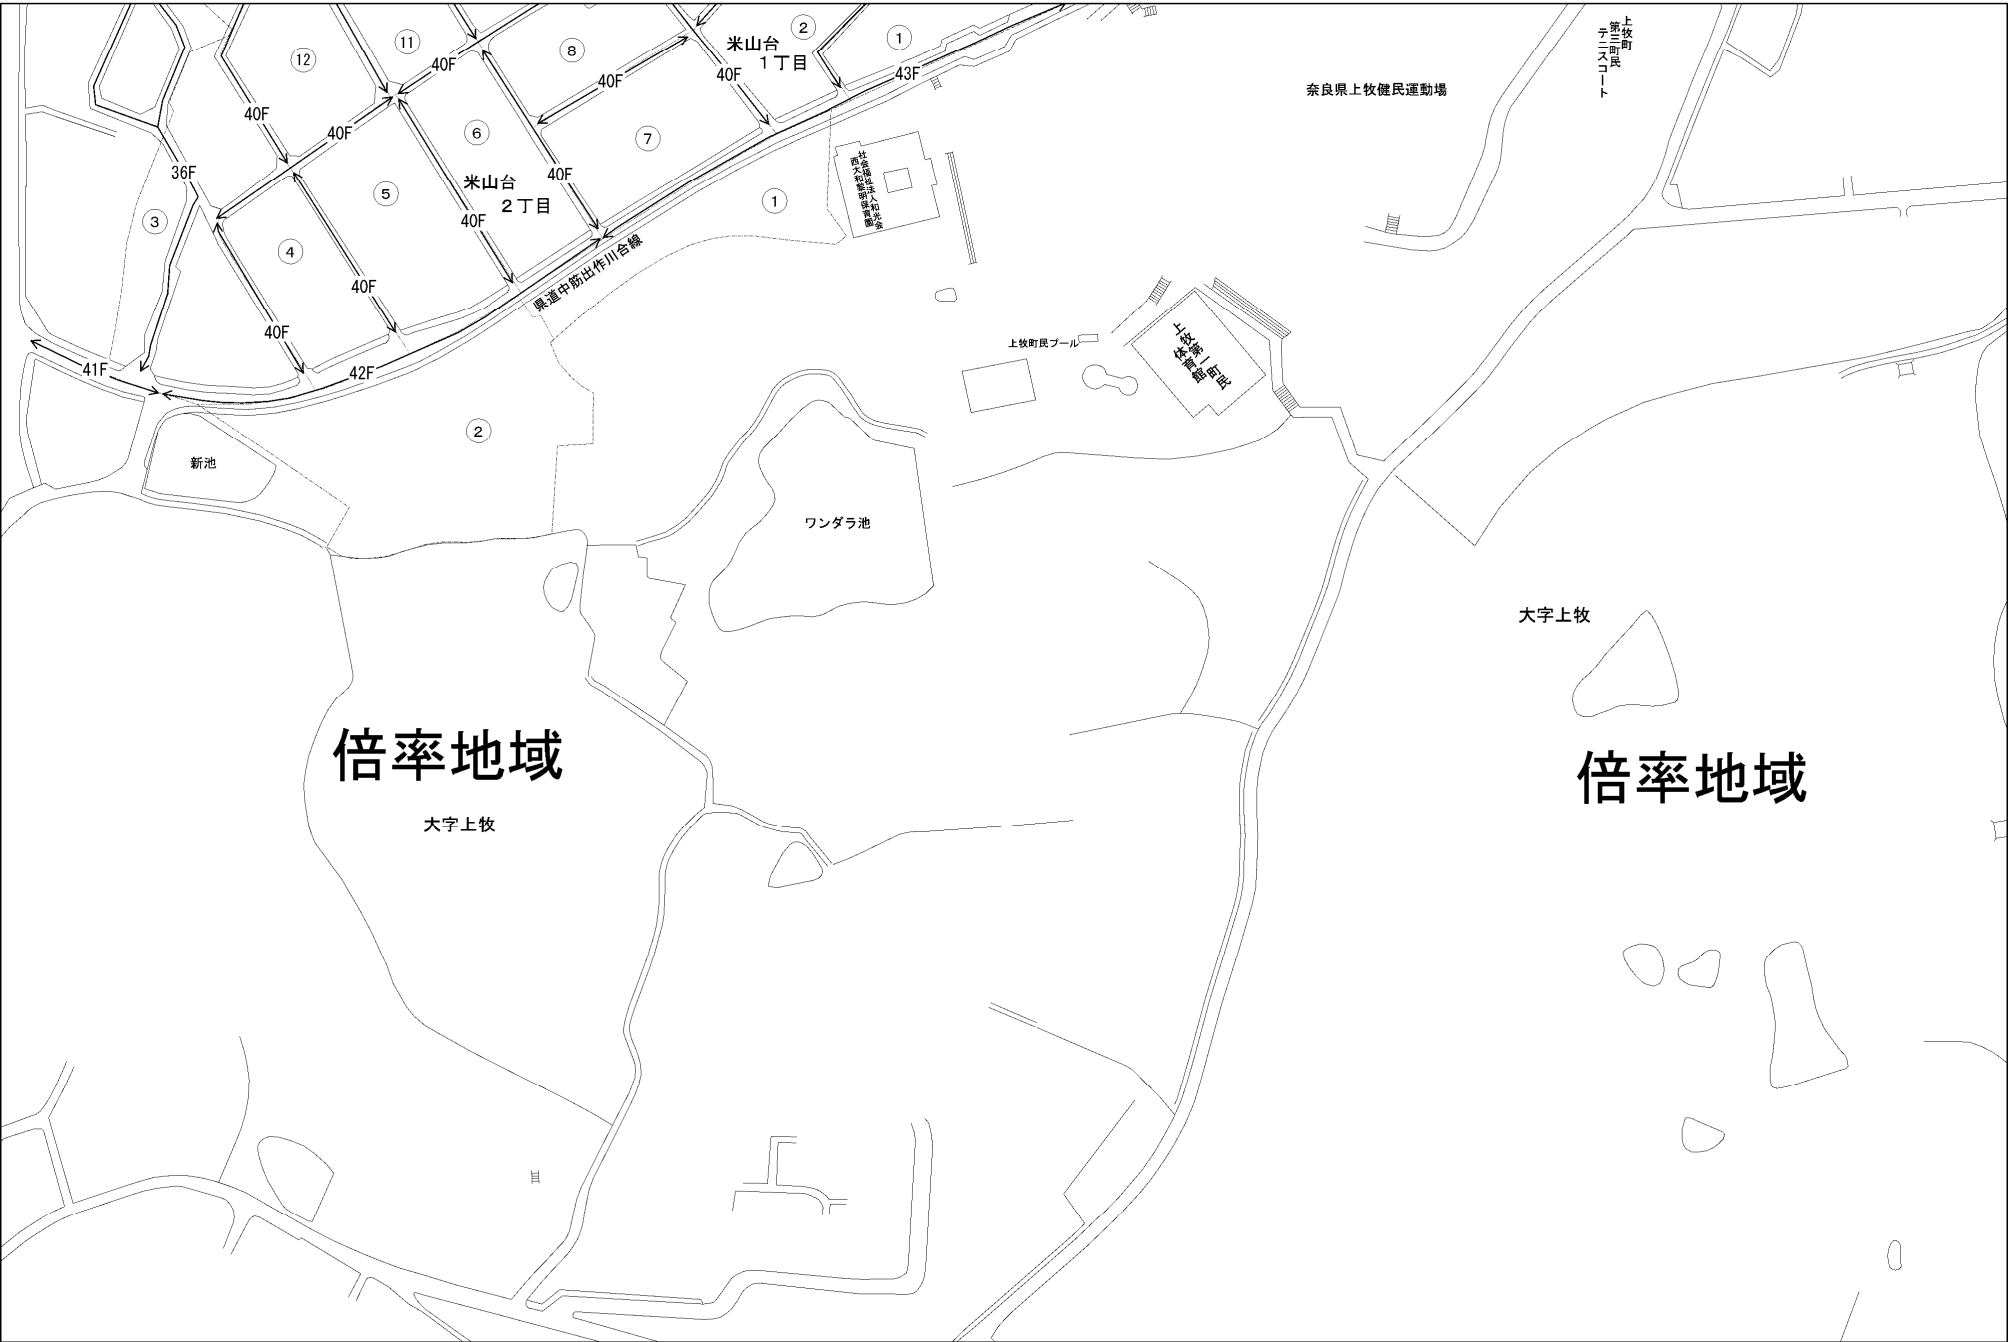 ② 
① 
上牧町
第三町民
テニスコート
⑪
⑧
米山台
1丁目
⑫
40F
40F
40F
43F
奈良県上牧健民運動場
40F
40F
⑥
⑦
36F
社会福祉法人和光会
西大和黎明保育園
40F
米山台
2丁目
⑤
①
③
40F
④
県道中筋出作川合線
40F
40F
上牧第一町民
体育館
上牧町民プール
41F
42F
②
新池
ワンダラ池
大字上牧
倍率地域
倍率地域
大字上牧